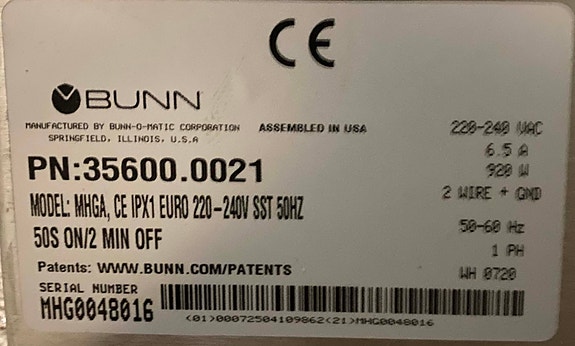 CE
BUNN
MANUFACTURED BY BUNN-O-MATIC CORPORATION
SPRINGFIELD, ILLINOIS, U.S.A
ASSEMBLED IN USA
PN:35600.0021
MODEL: MHGA, CE IPX1 EURO 220-240V SST 50HZ
50S ON/2 MIN OFF
Patents: WWW.BUNN.COM/PATENTS
SERIAL NUMBER
MHG0048016
(01)00072504109862(21)MHG0048016
220-240 VAC
6.5 A
920 W
2 WIRE + GND
50-60 Hz
1 PH
WH 0720